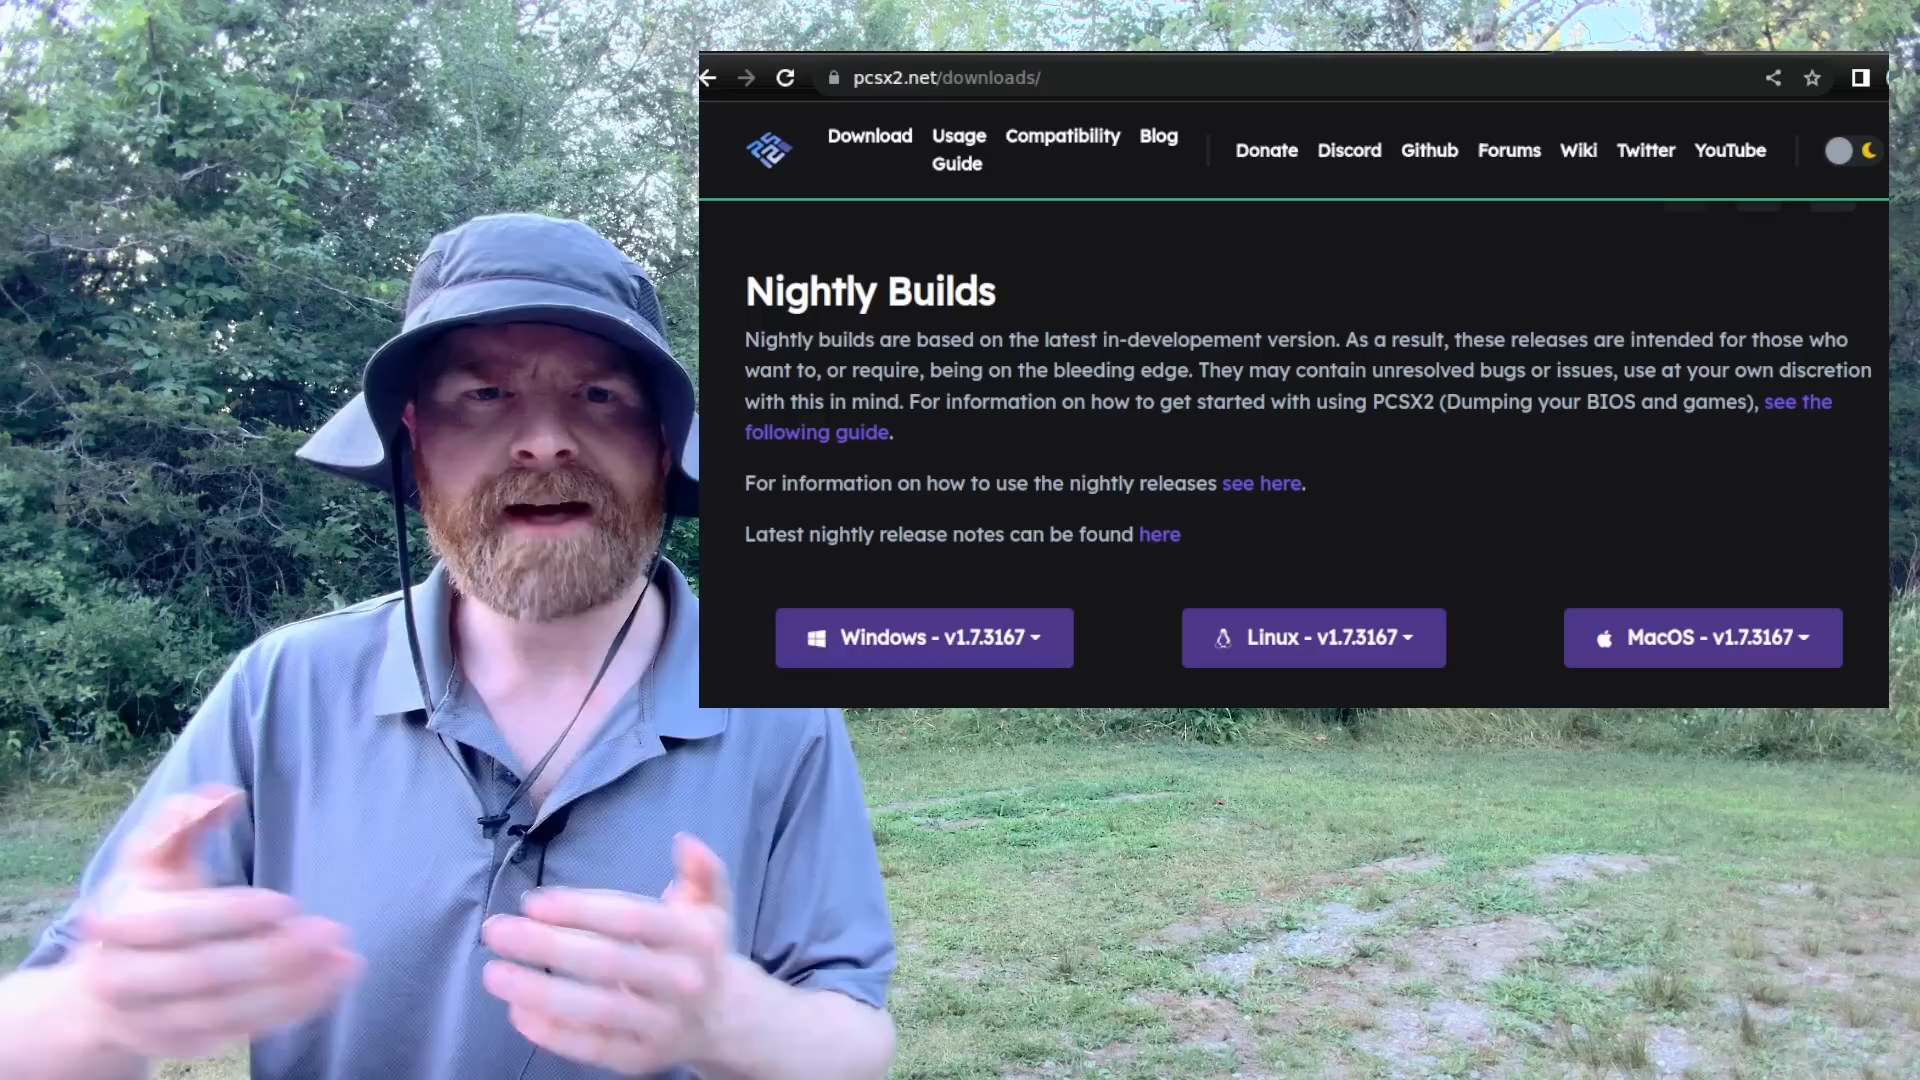 pcsx2.net/downloads/
Download Usage Guide Compatibility Blog Donate Discord Github Forums Wiki Twitter YouTube
Nightly Builds
Nightly builds are based on the latest in-developement version. As a result, these releases are intended for those who
want to, or require, being on the bleeding edge. They may contain unresolved bugs or issues, use at your own discretion
with this in mind. For information on how to get started with using PCSX2 (Dumping your BIOS and games), see the
following guide.
For information on how to use the nightly releases see here.
Latest nightly release notes can be found here
Windows - v1.7.3167
Linux - v1.7.3167
MacOS - v1.7.3167